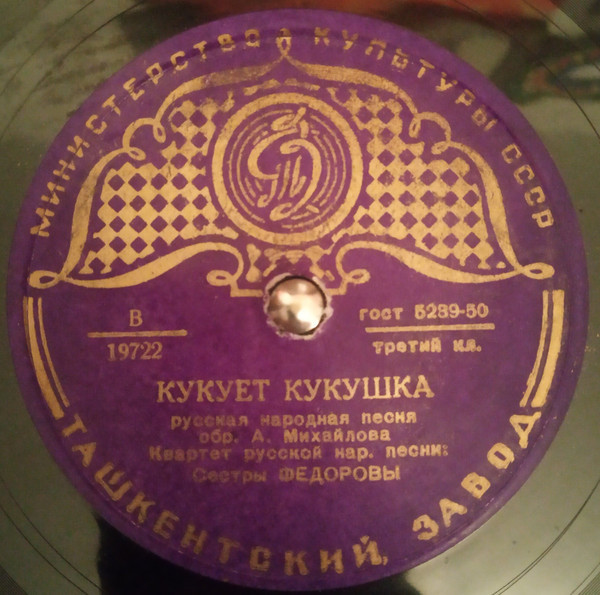 МИНИСТЕРСТВО КУЛЬТУРЫ СССР
В
19722
ГОСТ 5289-50
третий кл.
КУКУЕТ КУКУШКА
русская народная песня
обр. А. Михайлова
Квартет русской нар. песни:
Сестры ФЕДОРОВЫ
ТАШКЕНТСКИЙ, ЗАВОД